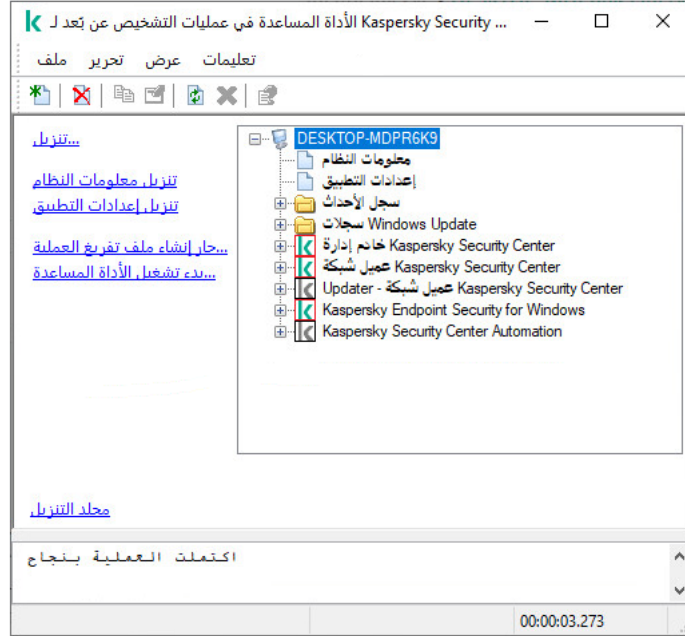 الأداة المساعدة في عمليات التشخيص عن بُعد لـ Kaspersky Security ...
ملف تحرير عرض تعليمات
تنزيل...
تنزيل معلومات النظام
تنزيل إعدادات التطبيق
جارٍ إنشاء ملف تفريغ العملية...
بدء تشغيل الأداة المساعدة...
مجلد التنزيل
DESKTOP-MDPR6K9
معلومات النظام
إعدادات التطبيق
سجل الأحداث
سجلات Windows Update
خادم إدارة Kaspersky Security Center
عميل شبكة Kaspersky Security Center
Updater - عميل شبكة Kaspersky Security Center
Kaspersky Endpoint Security for Windows
Kaspersky Security Center Automation
اكتملت العملية بنجاح
00:00:03.273